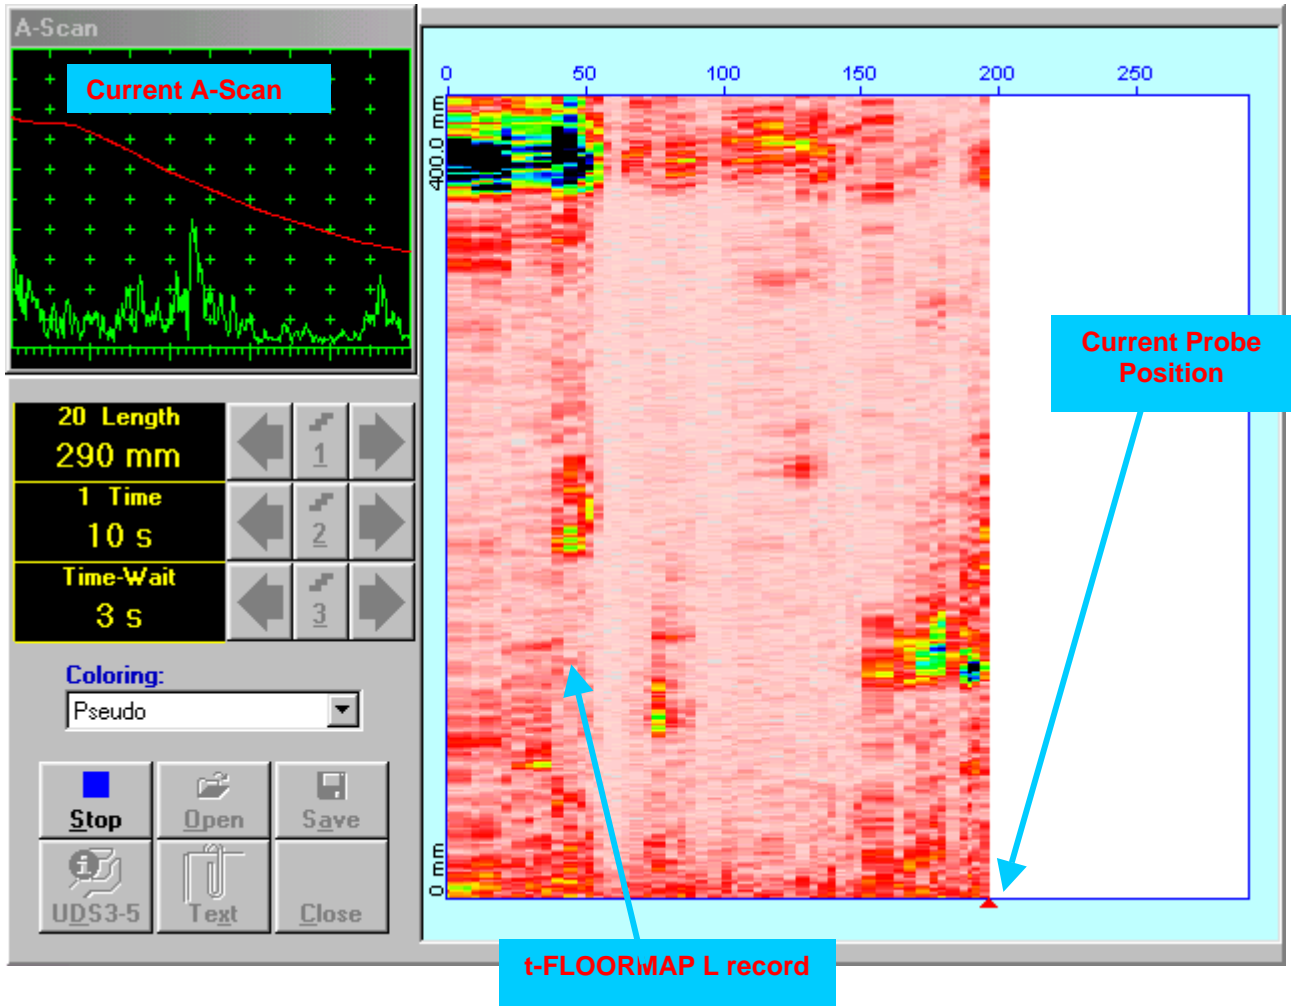 A-Scan
Current A-Scan
0 50 100 150 200 250
400.0 mm
0 mm
Current Probe
Position
20 Length
290 mm
1
1 Time
10 s
2
Time-Wait
3 s
3
Coloring:
Pseudo
Stop
Open
Save
UDS3-5
Text
Close
t-FLOORMAP L record